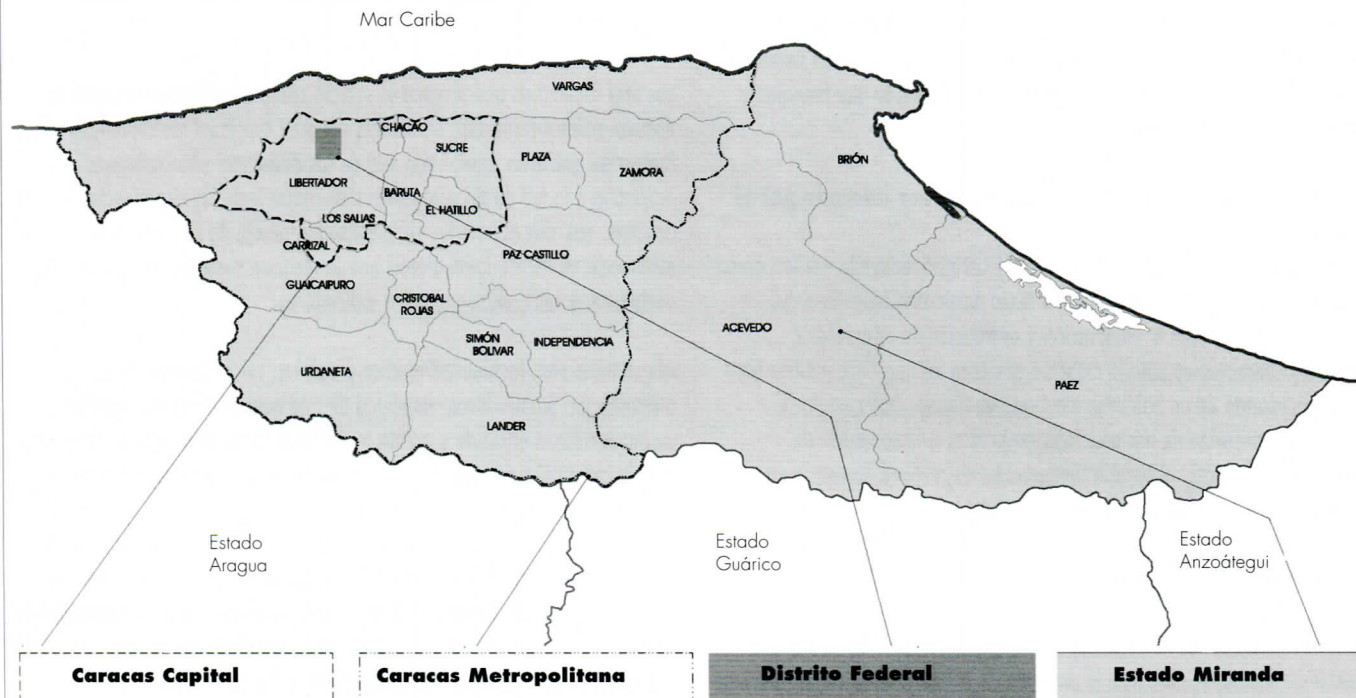 Mar Caribe
VARGAS
CHACAO
SUCRE
PLAZA
ZAMORA
BRIÓN
LIBERTADOR
BARUTA
EL HATILLO
LOS SALIAS
CARRIZAL
PAZ CASTILLO
GUAICAIPURO
CRISTOBAL
ROJAS
ACEVEDO
SIMÓN
BOLIVAR
INDEPENDENCIA
URDANETA
PAEZ
LANDER
Estado
Aragua
Estado
Guárico
Estado
Anzoátegui
Caracas Capital
Caracas Metropolitana
Distrito Federal
Estado Miranda